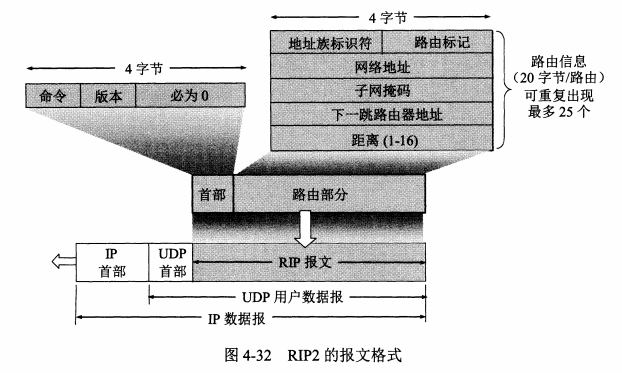 4 字节
地址族标识符 路由标记
网络地址
子网掩码
下一跳路由器地址
距离 (1-16)
路由信息
(20 字节/路由)
可重复出现
最多 25 个
4 字节
命令 版本 必为 0
首部 路由部分
IP
首部
UDP
首部
RIP 报文
UDP 用户数据报
IP 数据报
图 4-32 RIP2 的报文格式